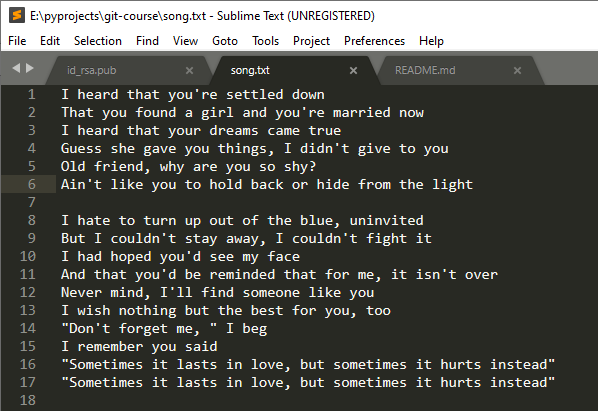 E:\pyprojects\git-course\song.txt - Sublime Text (UNREGISTERED)
File Edit Selection Find View Goto Tools Project Preferences Help
id_rsa.pub song.txt README.md
1 I heard that you're settled down
2 That you found a girl and you're married now
3 I heard that your dreams came true
4 Guess she gave you things, I didn't give to you
5 Old friend, why are you so shy?
6 Ain't like you to hold back or hide from the light
7
8 I hate to turn up out of the blue, uninvited
9 But I couldn't stay away, I couldn't fight it
10 I had hoped you'd see my face
11 And that you'd be reminded that for me, it isn't over
12 Never mind, I'll find someone like you
13 I wish nothing but the best for you, too
14 "Don't forget me, " I beg
15 I remember you said
16 "Sometimes it lasts in love, but sometimes it hurts instead"
17 "Sometimes it lasts in love, but sometimes it hurts instead"
18